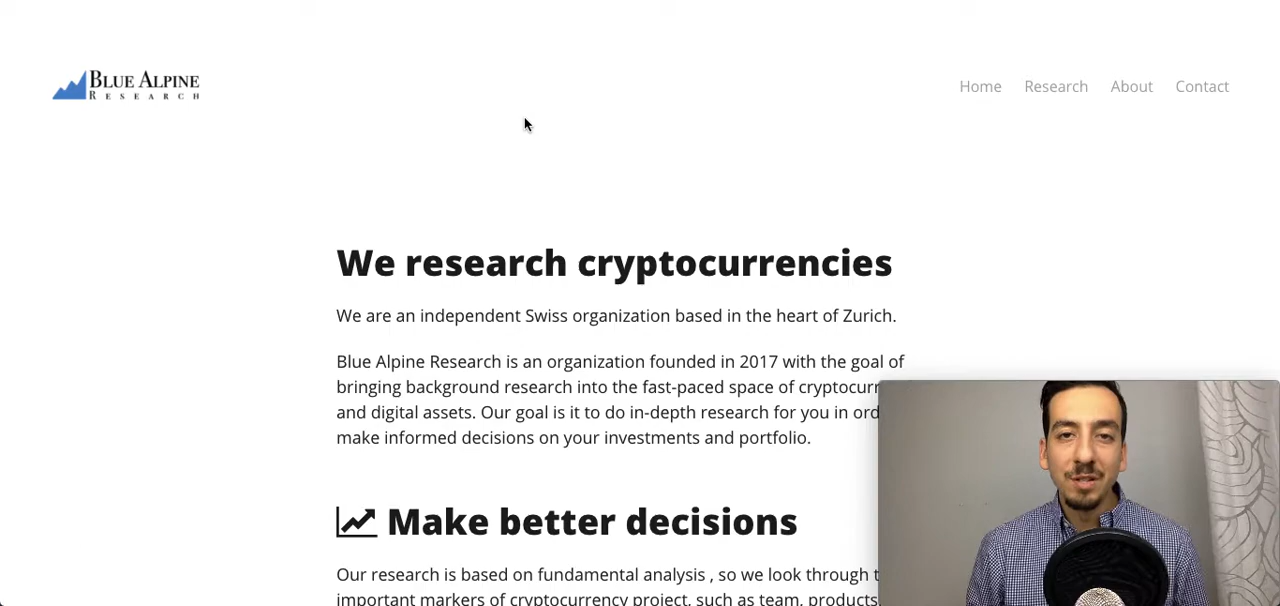 BLUE ALPINE
RESEARCH
Home Research About Contact
We research cryptocurrencies
We are an independent Swiss organization based in the heart of Zurich.
Blue Alpine Research is an organization founded in 2017 with the goal of
bringing background research into the fast-paced space of
and digital assets. Our goal is it to do in-depth research for you in
make informed decisions on your investments and portfolio.
Make better decisions
Our research is based on fundamental analysis , so we look through
important markers of cryptocurrency project, such as team, products